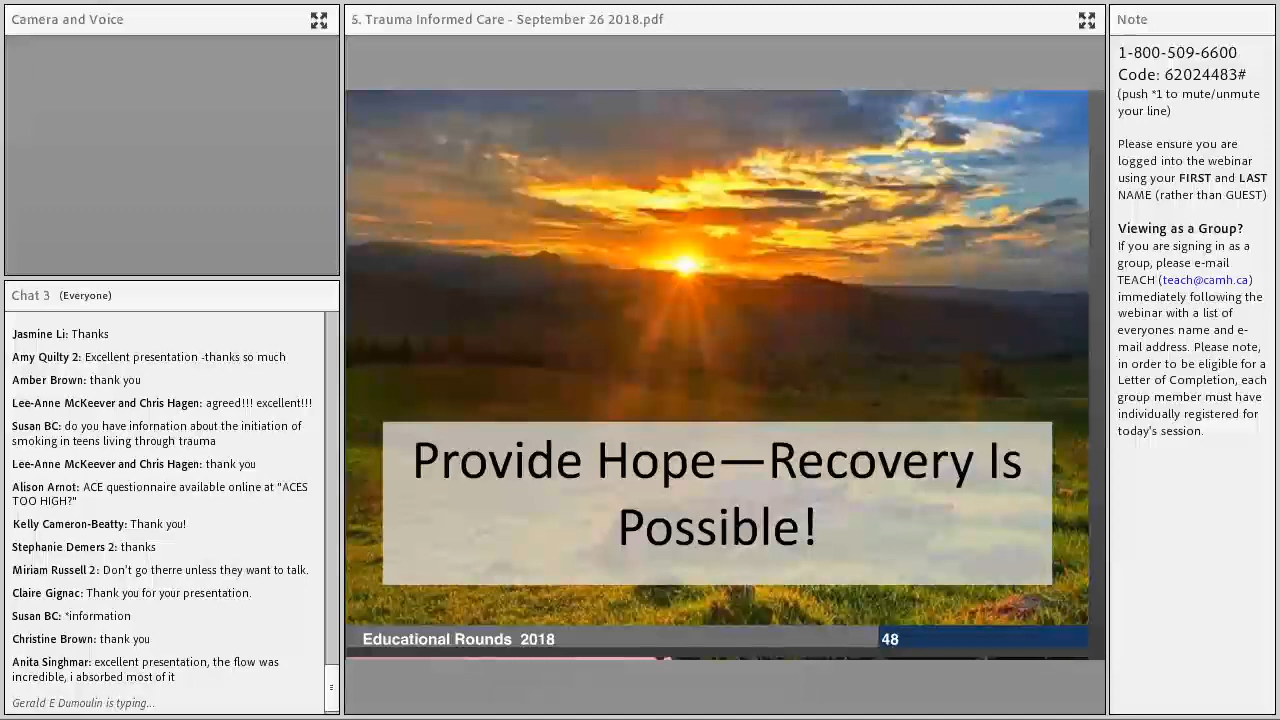 Camera and Voice
Chat 3 (Everyone)
Jasmine Li: Thanks
Amy Quilty 2: Excellent presentation -thanks so much
Amber Brown: thank you
Lee-Anne McKeever and Chris Hagen: agreed!!! excellent!!!
Susan BC: do you have infornation about the initiation of
smoking in teens living through trauma
Lee-Anne McKeever and Chris Hagen: thank you
Alison Arnot: ACE questionnaire available online at "ACES
TOO HIGH?"
Kelly Cameron-Beatty: Thank you!
Stephanie Demers 2: thanks
Miriam Russell 2: Don't go therre unless they want to talk.
Claire Gignac: Thank you for your presentation.
Susan BC: *information
Christine Brown: thank you
Anita Singhmar: excellent presentation, the flow was
incredible, i absorbed most of it
Gerald E Dumoulin is typing...
5. Trauma Informed Care - September 26 2018.pdf
Provide Hope—Recovery Is
Possible!
Educational Rounds 2018
48
Note
1-800-509-6600
Code: 62024483#
(push *1 to mute/unmute
your line)
Please ensure you are
logged into the webinar
using your FIRST and LAST
NAME (rather than GUEST)
Viewing as a Group?
If you are signing in as a
group, please e-mail
TEACH (teach@camh.ca)
immediately following the
webinar with a list of
everyones name and e-
mail address. Please note,
in order to be eligible for a
Letter of Completion, each
group member must have
individually registered for
today's session.